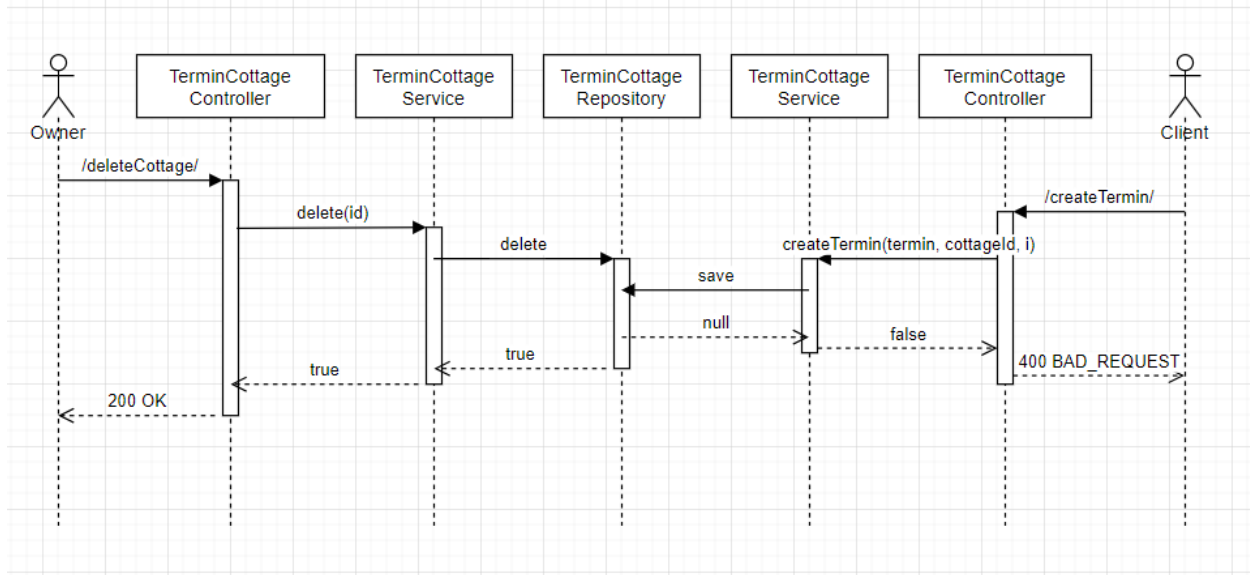 TerminCottage
Controller
TerminCottage
Service
TerminCottage
Repository
TerminCottage
Service
TerminCottage
Controller
Owner
Client
/deleteCottage/
/createTermin/
delete(id)
delete
createTermin(termin, cottageId, i)
save
null
false
true
400 BAD_REQUEST
true
200 OK